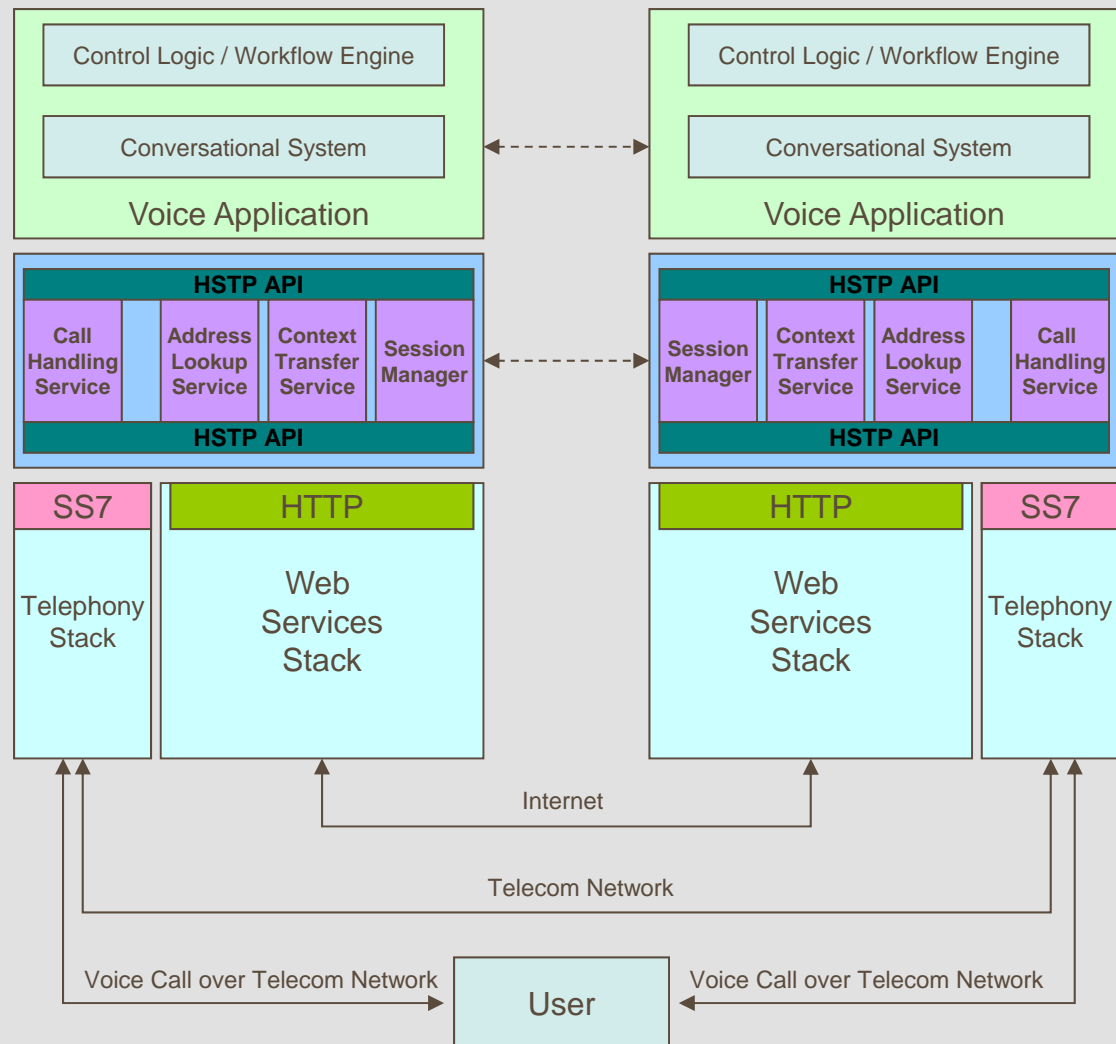 Control Logic / Workflow Engine
Conversational System
Voice Application
Control Logic / Workflow Engine
Conversational System
Voice Application
HSTP API
Call
Handling
Service
Address
Lookup
Service
Context
Transfer
Service
Session
Manager
HSTP API
HSTP API
Session
Manager
Context
Transfer
Service
Address
Lookup
Service
Call
Handling
Service
HSTP API
SS7
Telephony
Stack
HTTP
Web
Services
Stack
HTTP
Web
Services
Stack
SS7
Telephony
Stack
Internet
Telecom Network
Voice Call over Telecom Network
User
Voice Call over Telecom Network